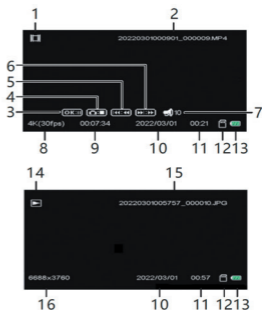 1 2
20220301000901_000009.MP4
6
5
4
3 OK 10 7
4K(30fps) 00:07:34 2022/03/01 00:21
8 9 10 11 12 13
14 15
20220301005757_000010.JPG
6688x3760 2022/03/01 00:57
16 10 11 12 13